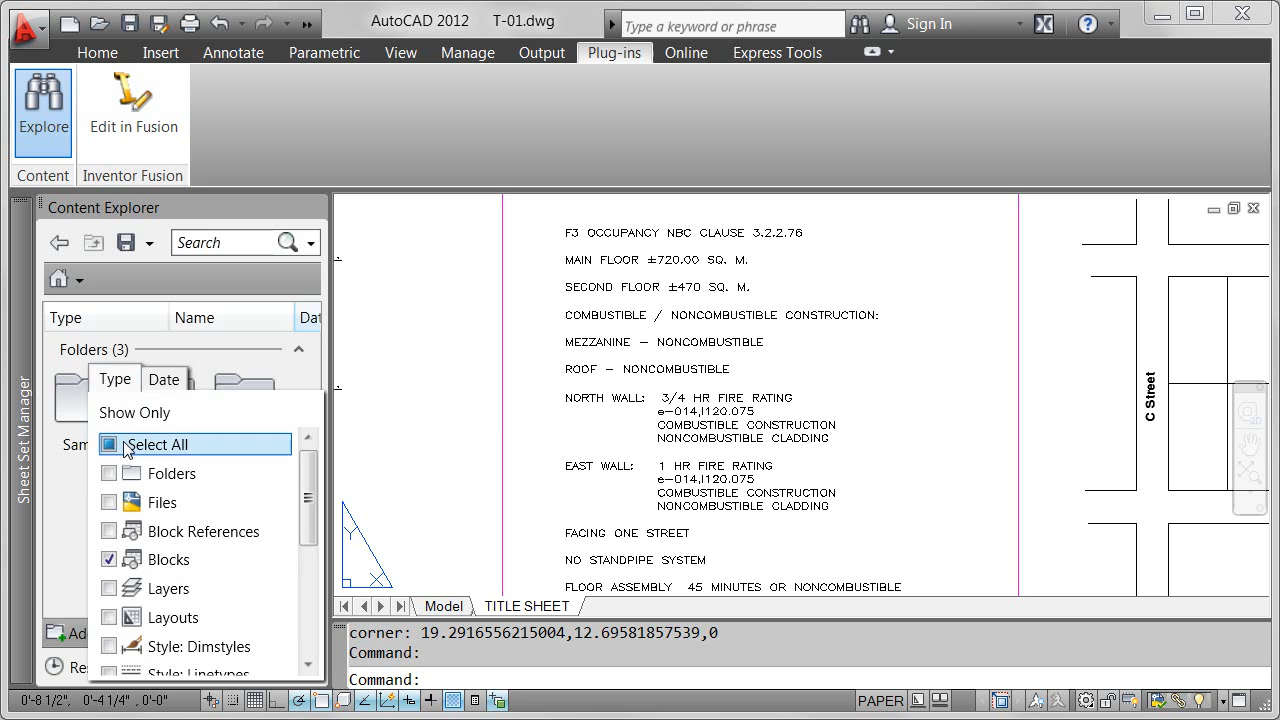 AutoCAD 2012 T-01.dwg
Type a keyword or phrase
Sign In
Home Insert Annotate Parametric View Manage Output Plug-ins Online Express Tools
Explore
Edit in Fusion
Content
Inventor Fusion
Sheet Set Manager
Content Explorer
Search
Type Name Dat
Folders (3)
Sam
Type Date
Show Only
Select All
Folders
Files
Block References
Blocks
Layers
Layouts
Style: Dimstyles
Style: Linetypes
Ad
Res
F3 OCCUPANCY NBC CLAUSE 3.2.2.76
MAIN FLOOR ±720.00 SQ. M.
SECOND FLOOR ±470 SQ. M.
COMBUSTIBLE / NONCOMBUSTIBLE CONSTRUCTION:
MEZZANINE – NONCOMBUSTIBLE
ROOF – NONCOMBUSTIBLE
NORTH WALL: 3/4 HR FIRE RATING
e-014,I120.075
COMBUSTIBLE CONSTRUCTION
NONCOMBUSTIBLE CLADDING
EAST WALL: 1 HR FIRE RATING
e-014,I120.075
COMBUSTIBLE CONSTRUCTION
NONCOMBUSTIBLE CLADDING
FACING ONE STREET
NO STANDPIPE SYSTEM
FLOOR ASSEMBLY 45 MINUTES OR NONCOMBUSTIBLE
C Street
Y
X
Model TITLE SHEET
corner: 19.2916556215004,12.69581857539,0
Command:
Command:
0'-8 1/2", 0'-4 1/4", 0'-0"
PAPER